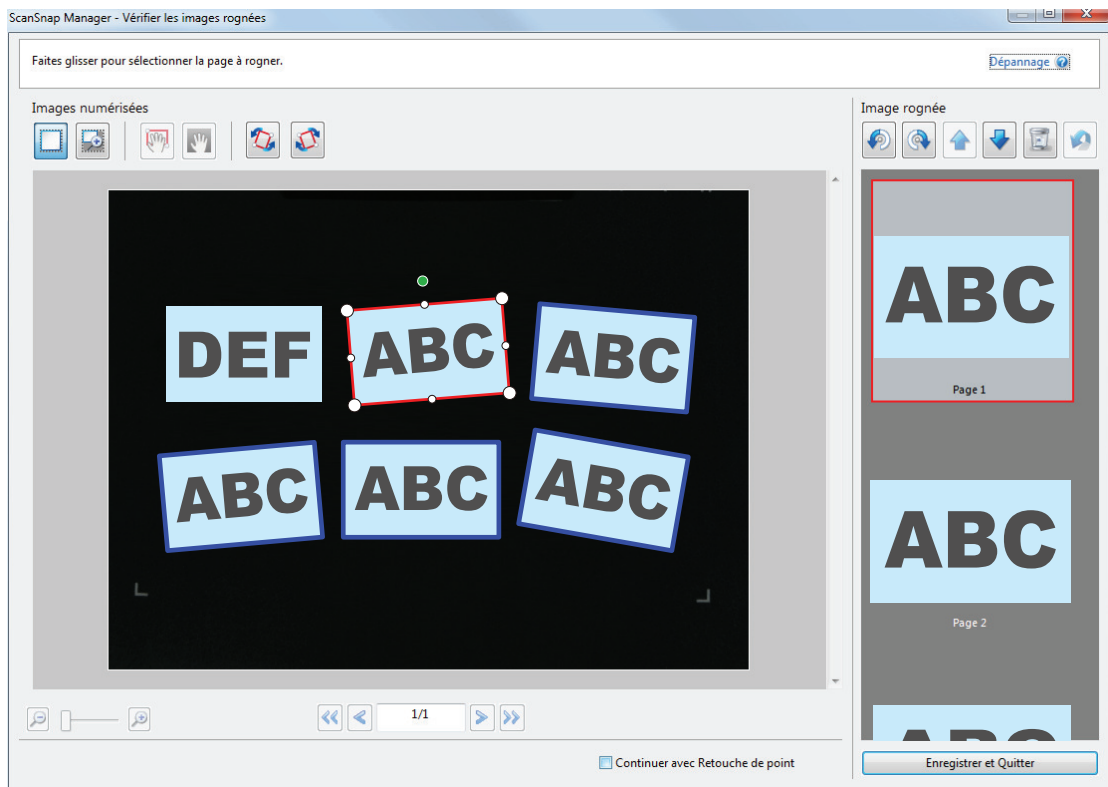 ScanSnap Manager - Vérifier les images rognées
Faites glisser pour sélectionner la page à rogner.
Dépannage
Images numérisées
Image rognée
DEF
ABC
ABC
ABC
ABC
ABC
1/1
Continuer avec Retouche de point
ABC
Page 1
ABC
Page 2
ABC
Enregistrer et Quitter